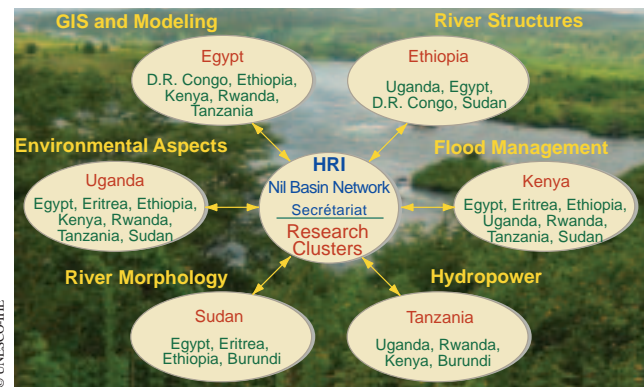 GIS and Modeling
Egypt
D.R. Congo, Ethiopia,
Kenya, Rwanda,
Tanzania
River Structures
Ethiopia
Uganda, Egypt,
D.R. Congo, Sudan
Environmental Aspects
Uganda
Egypt, Eritrea, Ethiopia,
Kenya, Rwanda,
Tanzania, Sudan
HRI
Nil Basin Network
Secrétariat
Research
Clusters
Flood Management
Kenya
Egypt, Eritrea, Ethiopia,
Uganda, Rwanda,
Tanzania, Sudan
River Morphology
Sudan
Egypt, Eritrea,
Ethiopia, Burundi
Hydropower
Tanzania
Uganda, Rwanda,
Kenya, Burundi
© UNESCO-IHE